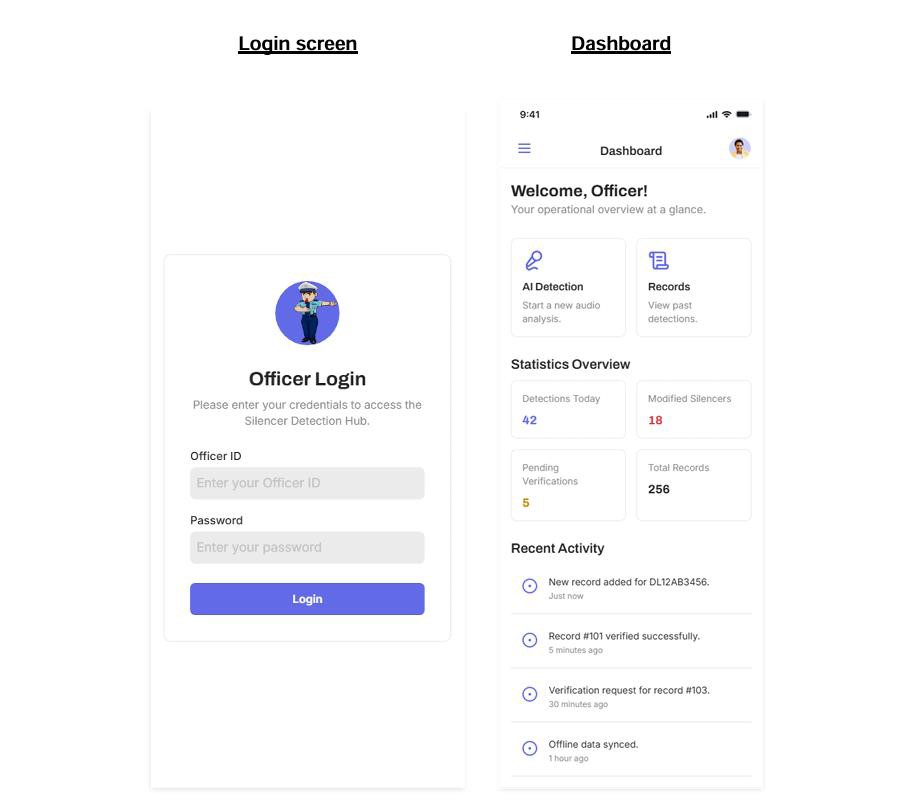 Login screen
Dashboard
Officer Login
Please enter your credentials to access the
Silencer Detection Hub.
Officer ID
Enter your Officer ID
Password
Enter your password
Login
9:41
Dashboard
Welcome, Officer!
Your operational overview at a glance.
AI Detection
Start a new audio
analysis.
Records
View past
detections.
Statistics Overview
Detections Today
42
Modified Silencers
18
Pending
Verifications
5
Total Records
256
Recent Activity
New record added for DL12AB3456.
Just now
Record #101 verified successfully.
5 minutes ago
Verification request for record #103.
30 minutes ago
Offline data synced.
1 hour ago